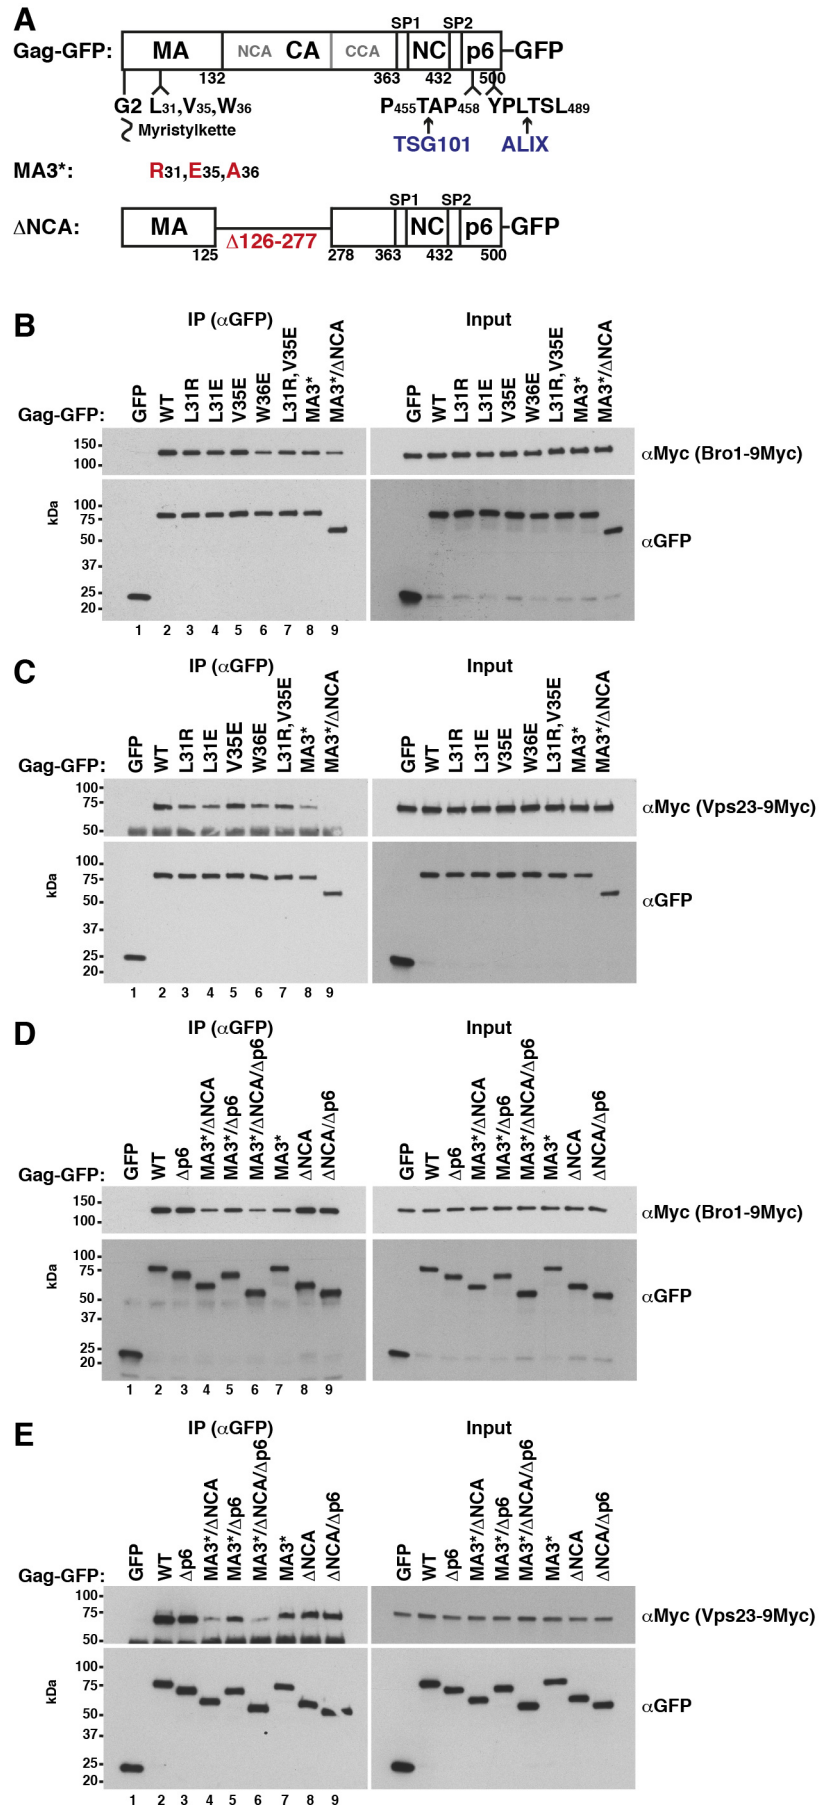 A
SP1 SP2
Gag-GFP: MA NCA CA CCA NC p6 -GFP
132 363 432 500
G2 L31,V35,W36 P455TAP458 YPLTSL489
Myristylkette
TSG101 ALIX
MA3*: R31,E35,A36
SP1 SP2
ΔNCA: MA NC p6 -GFP
Δ126-277
125 278 363 432 500
B
IP (αGFP) Input
Gag-GFP: GFP WT L31R L31E V35E W36E L31R,V35E MA3* MA3*/ΔNCA GFP WT L31R L31E V35E W36E L31R,V35E MA3* MA3*/ΔNCA
150
100
αMyc (Bro1-9Myc)
kDa
100
75
50
37
25
20
αGFP
1 2 3 4 5 6 7 8 9
C
IP (αGFP) Input
Gag-GFP: GFP WT L31R L31E V35E W36E L31R,V35E MA3* MA3*/ΔNCA GFP WT L31R L31E V35E W36E L31R,V35E MA3* MA3*/ΔNCA
100
75
50
αMyc (Vps23-9Myc)
kDa
100
75
50
37
25
20
αGFP
1 2 3 4 5 6 7 8 9
D
IP (αGFP) Input
Gag-GFP: GFP WT Δp6 MA3*/ΔNCA MA3*/Δp6 MA3*/ΔNCA/Δp6 MA3* ΔNCA ΔNCA/Δp6 GFP WT Δp6 MA3*/ΔNCA MA3*/Δp6 MA3*/ΔNCA/Δp6 MA3* ΔNCA ΔNCA/Δp6
150
100
αMyc (Bro1-9Myc)
kDa
100
75
50
37
25
20
αGFP
1 2 3 4 5 6 7 8 9
E
IP (αGFP) Input
Gag-GFP: GFP WT Δp6 MA3*/ΔNCA MA3*/Δp6 MA3*/ΔNCA/Δp6 MA3* ΔNCA ΔNCA/Δp6 GFP WT Δp6 MA3*/ΔNCA MA3*/Δp6 MA3*/ΔNCA/Δp6 MA3* ΔNCA ΔNCA/Δp6
100
75
50
αMyc (Vps23-9Myc)
kDa
100
75
50
37
25
20
αGFP
1 2 3 4 5 6 7 8 9